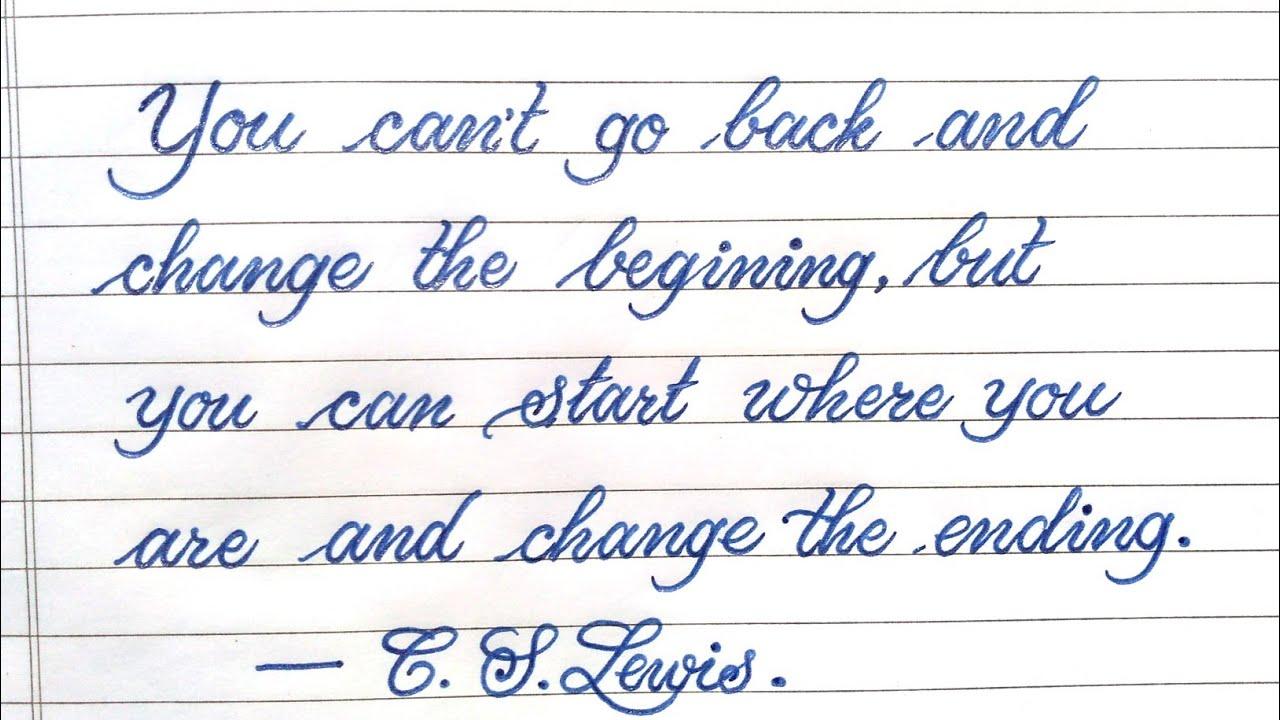 You can't go back and
change the begining, but
you can start where you
are and change the ending.
— C. S. Lewis.